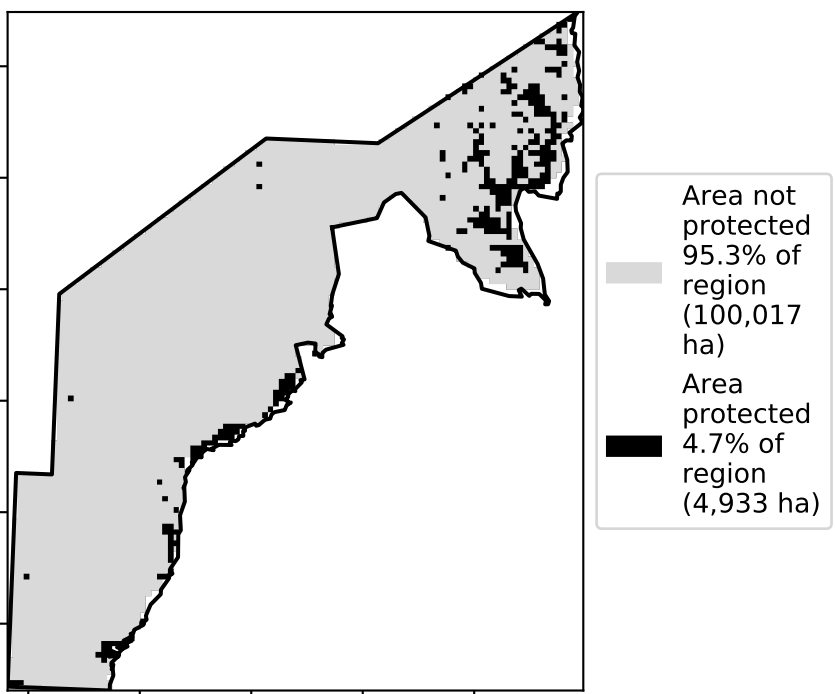 Area not
protected
95.3% of
region
(100,017
ha)
Area
protected
4.7% of
region
(4,933 ha)